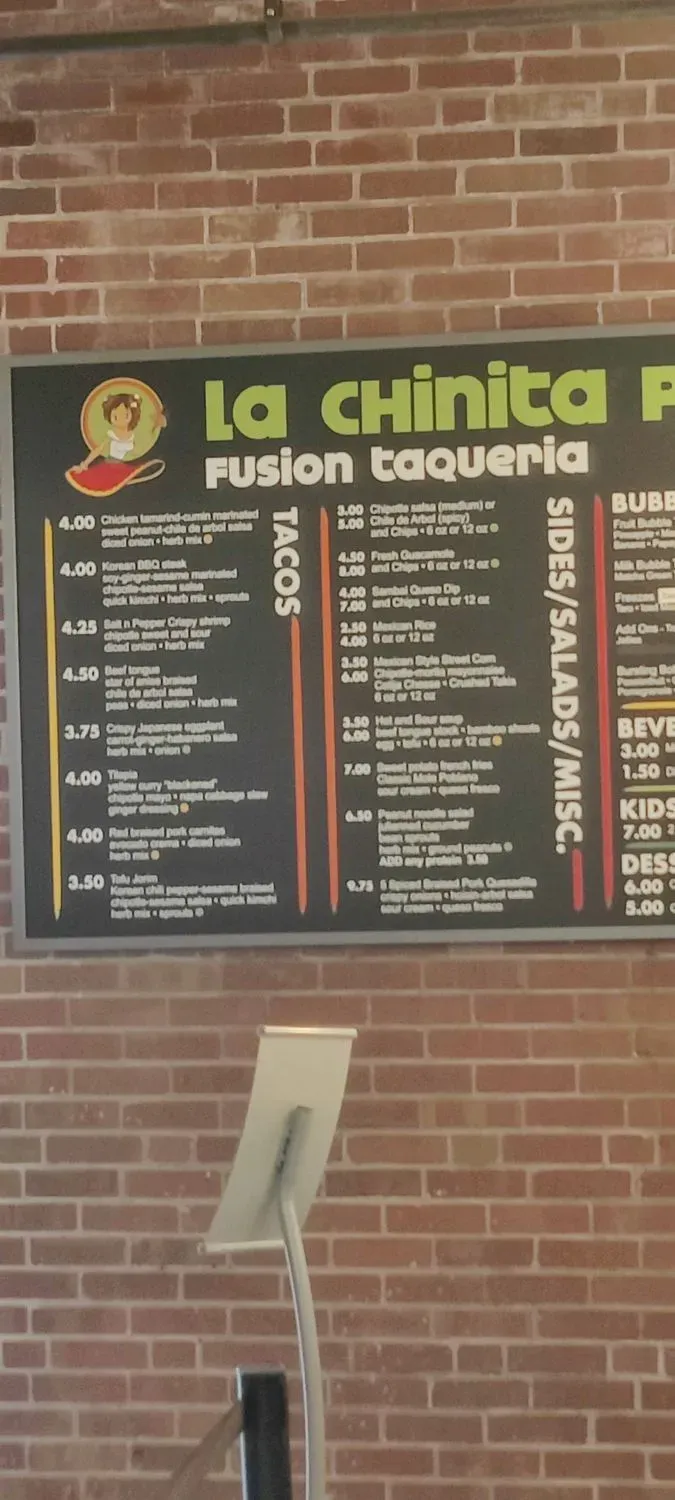 La CHinita P
FUSion taqueria
TACOS
4.00 Chicken tamarind-cumin marinated
sweet peanut-chile de arbol salsa
diced onion • herb mix
4.00 Korean BBQ steak
soy-ginger-sesame marinated
chipotle-sesame salsa
quick kimchi • herb mix • sprouts
4.25 Salt n Pepper Crispy shrimp
chipotle sweet and sour
diced onion • herb mix
4.50 Beef tongue
braised
chile de arbol salsa
peas • diced onion • herb mix
3.75 Crispy Japanese eggplant
salsa
herb mix • onion
4.00 Tilapia
yellow curry "blackened"
chipotle mayo • napa cabbage slaw
ginger dressing
4.00 Red braised pork carnitas
avocado crema • diced onion
herb mix
3.50 Tofu
Korean chili pepper-sesame braised
chipotle-sesame salsa • quick kimchi
herb mix • sprouts
SIDES/SALADS/MISC.
3.00 Chipotle salsa (medium) or
5.00 Chile de Arbol (spicy)
and Chips • 6 oz or 12 oz
4.50 Fresh Guacamole
8.00 and Chips • 6 oz or 12 oz
4.00 Sambal Queso Dip
7.00 and Chips • 6 oz or 12 oz
2.50 Mexican Rice
4.00 6 oz or 12 oz
3.50 Mexican Style Street Corn
6.00 mayonnaise
Cotija Cheese • Crushed Takis
6 oz or 12 oz
3.50 Hot and Sour soup
6.00 beef tongue stock • bamboo shoots
egg • tofu • 6 oz or 12 oz
7.00 Sweet potato french fries
Classic Mole Poblano
sour cream • queso fresco
6.50 Peanut noodle salad
sprouts
herb mix • ground peanuts
ADD any protein 3.50
9.75 5 Spiced Braised Pork Quesadilla
crispy onions • salsa
sour cream • queso fresco
BUBB
Fruit Bubble
Milk Bubble
Freezes
Add Ons
BEVE
3.00
1.50
KIDS
7.00
DESS
6.00
5.00